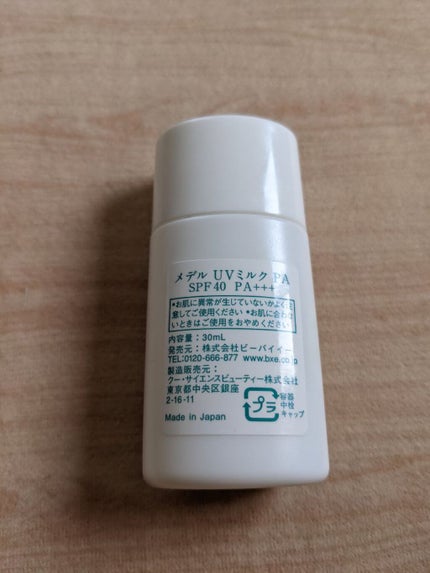 メデル UVミルク PA
SPF40 PA+++
●お肌に異常が生じていないかよく注
意してご使用ください ●お肌に合わな
いときはご使用をおやめください
内容量：30mL
発売元：株式会社ビーバイイー
TEL:0120-666-877 www.bxe.co.jp
製造販売元：
クー・サイエンスビューティー株式会社
東京都中央区銀座
2-16-11
Made in Japan
プラ
容器
中栓
キャップ